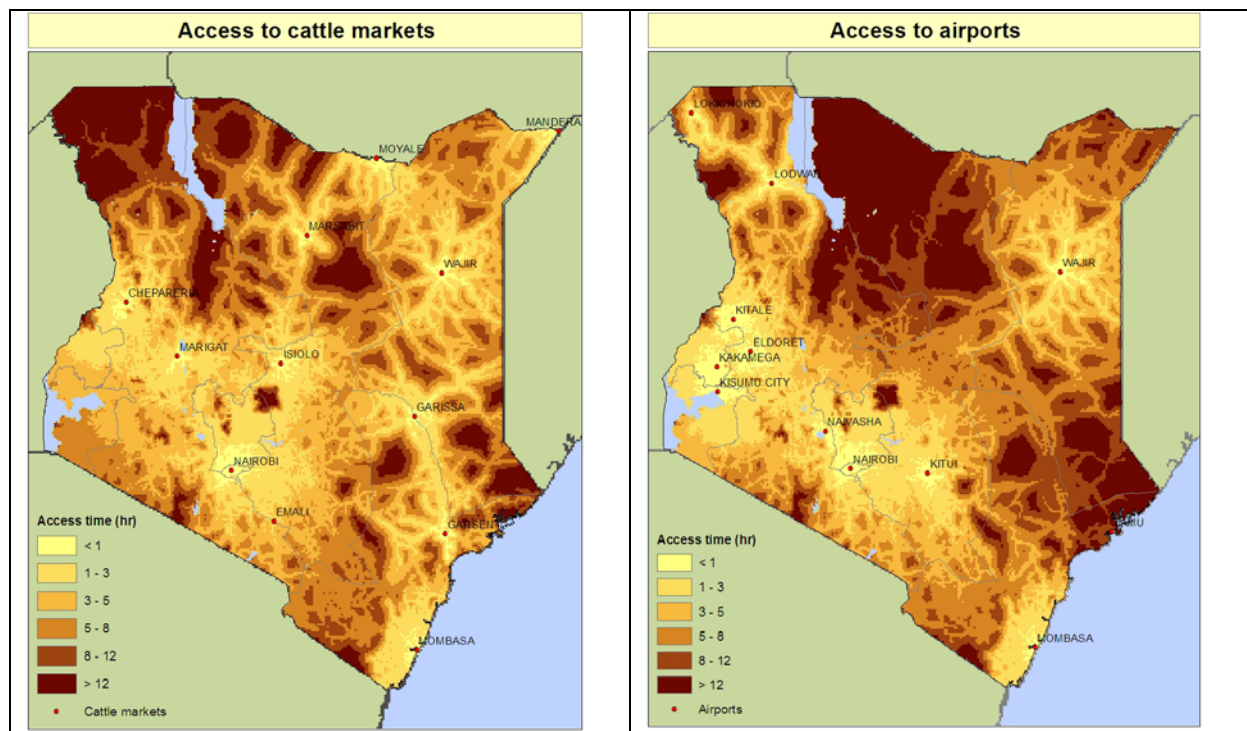 Access to cattle markets
MANDERA
MOYALE
MARSABIT
WAJIR
CHEPARERIA
MARIGAT
ISIOLO
GARISSA
NAIROBI
EMALI
GARSEN
MOMBASA
Access time (hr)
< 1
1 - 3
3 - 5
5 - 8
8 - 12
> 12
Cattle markets
Access to airports
LOKICHOKIO
LODWAR
WAJIR
KITALE
ELDORET
KAKAMEGA
KISUMU CITY
NAIVASHA
NAIROBI
KITUI
LAMU
MOMBASA
Access time (hr)
< 1
1 - 3
3 - 5
5 - 8
8 - 12
> 12
Airports